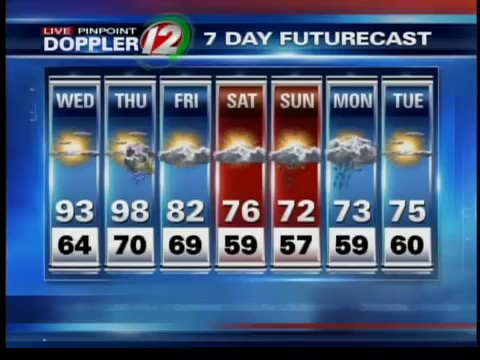 LIVE PINPOINT
DOPPLER 12 7 DAY FUTURECAST
WED THU FRI SAT SUN MON TUE
93 98 82 76 72 73 75
64 70 69 59 57 59 60